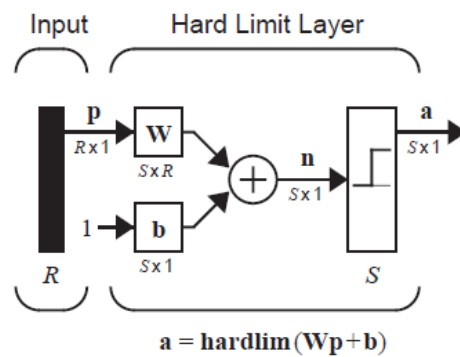 Input Hard Limit Layer
p a
R x 1 W n S x 1
S x R S x 1
1 b
S x 1
R S
a = hardlim(Wp+b)